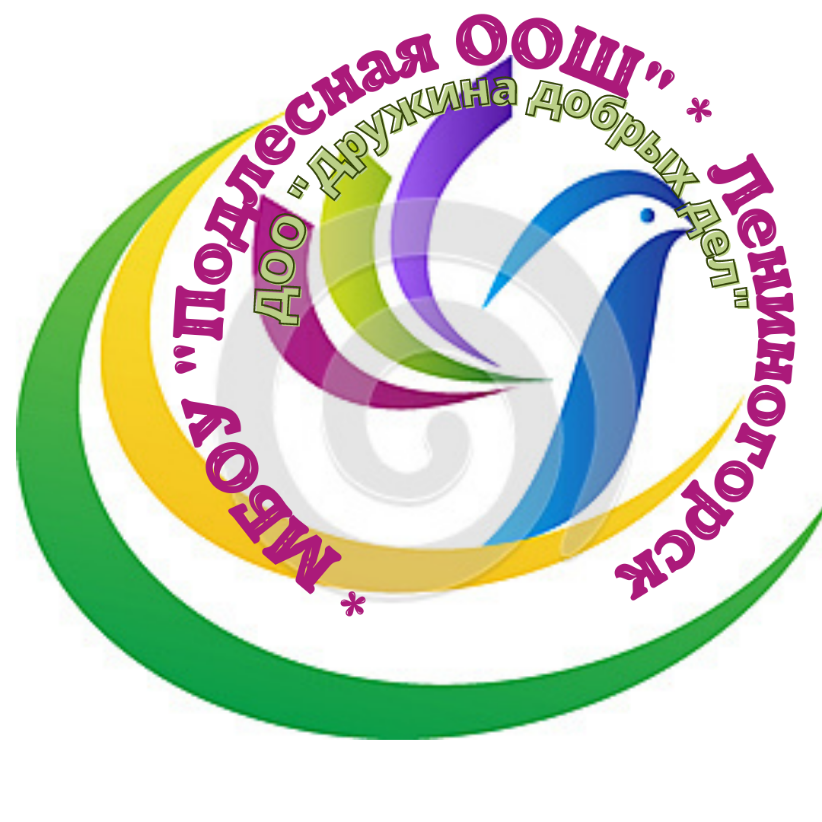 * МБОУ "Подлесная ООШ" * Лениногорск
ДОО "Дружина добрых дел"